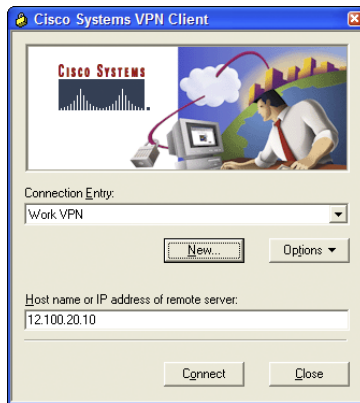 Cisco Systems VPN Client
CISCO SYSTEMS
Connection Entry:
Work VPN
New...
Options
Host name or IP address of remote server:
12.100.20.10
Connect
Close